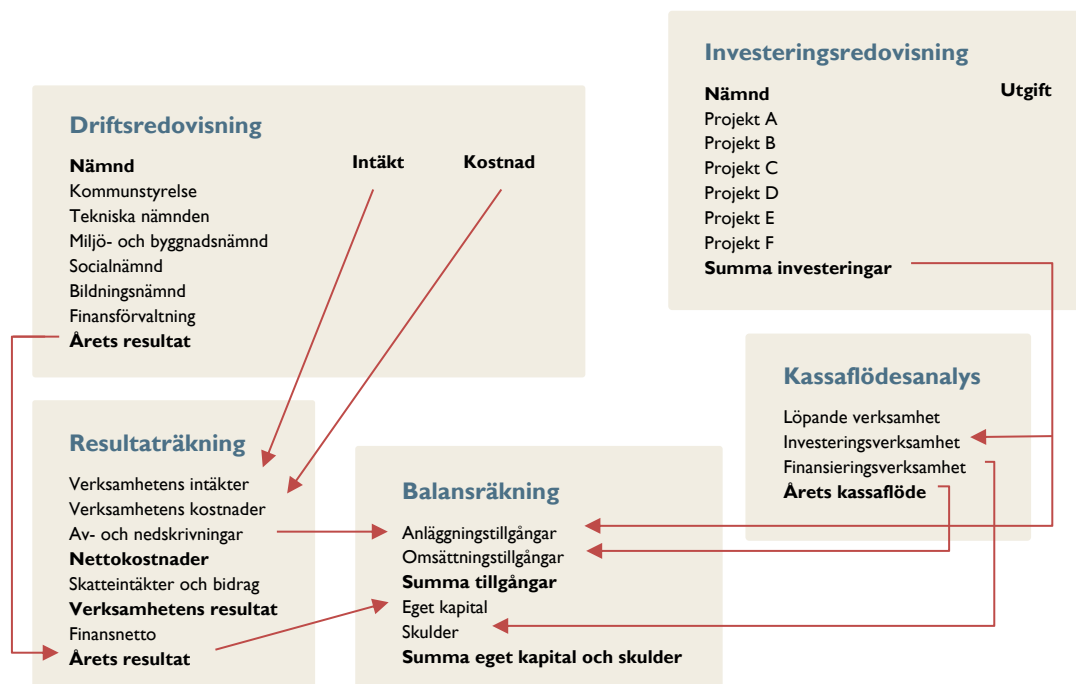 Investeringsredovisning
Nämnd Utgift
Projekt A
Projekt B
Projekt C
Projekt D
Projekt E
Projekt F
Summa investeringar
Driftsredovisning
Nämnd Intäkt Kostnad
Kommunstyrelse
Tekniska nämnden
Miljö- och byggnadsnämnd
Socialnämnd
Bildningsnämnd
Finansförvaltning
Årets resultat
Kassaflödesanalys
Löpande verksamhet
Investeringsverksamhet
Finansieringsverksamhet
Årets kassaflöde
Resultaträkning
Verksamhetens intäkter
Verksamhetens kostnader
Av- och nedskrivningar
Nettokostnader
Skatteintäkter och bidrag
Verksamhetens resultat
Finansnetto
Årets resultat
Balansräkning
Anläggningstillgångar
Omsättningstillgångar
Summa tillgångar
Eget kapital
Skulder
Summa eget kapital och skulder